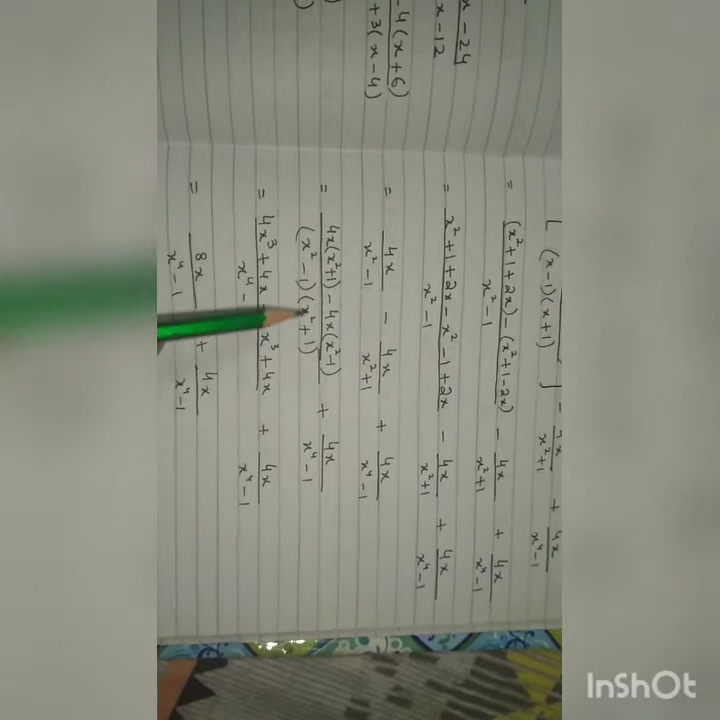 x - 24
x - 12
- 4 (x + 6)
+ 3 (x - 4)
(x-1)(x+1) ] - 4x/x²+1 + 4x/x⁴-1
= (x²+1+2x) - (x²+1-2x)/x²-1 - 4x/x²+1 + 4x/x⁴-1
= x²+1+2x-x²-1+2x/x²-1 - 4x/x²+1 + 4x/x⁴-1
= 4x/x²-1 - 4x/x²+1 + 4x/x⁴-1
= 4x(x²+1) - 4x(x²-1)/(x²-1)(x²+1) + 4x/x⁴-1
= 4x³+4x x³+4x/x⁴- + 4x/x⁴-1
= 8x/x⁴-1 + 4x/x⁴-1
InShOt